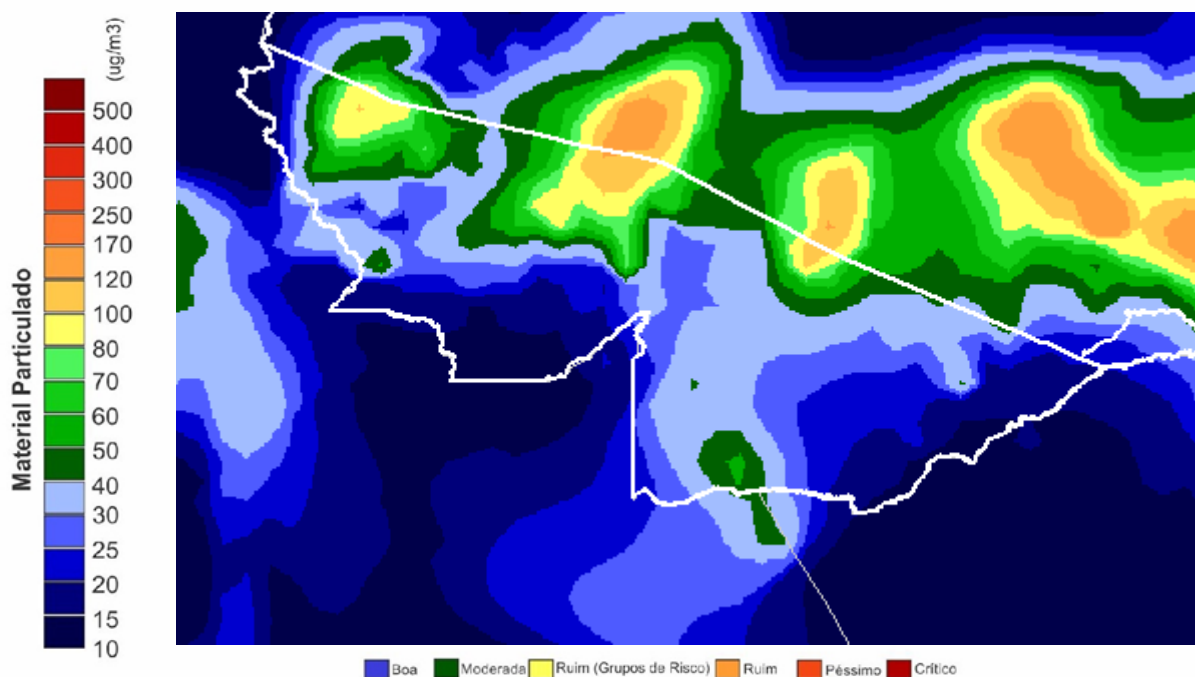 (ug/m3)
Material Particulado
500
400
300
250
170
120
100
80
70
60
50
40
30
25
20
15
10
Boa
Moderada
Ruim (Grupos de Risco)
Ruim
Péssimo
Crítico